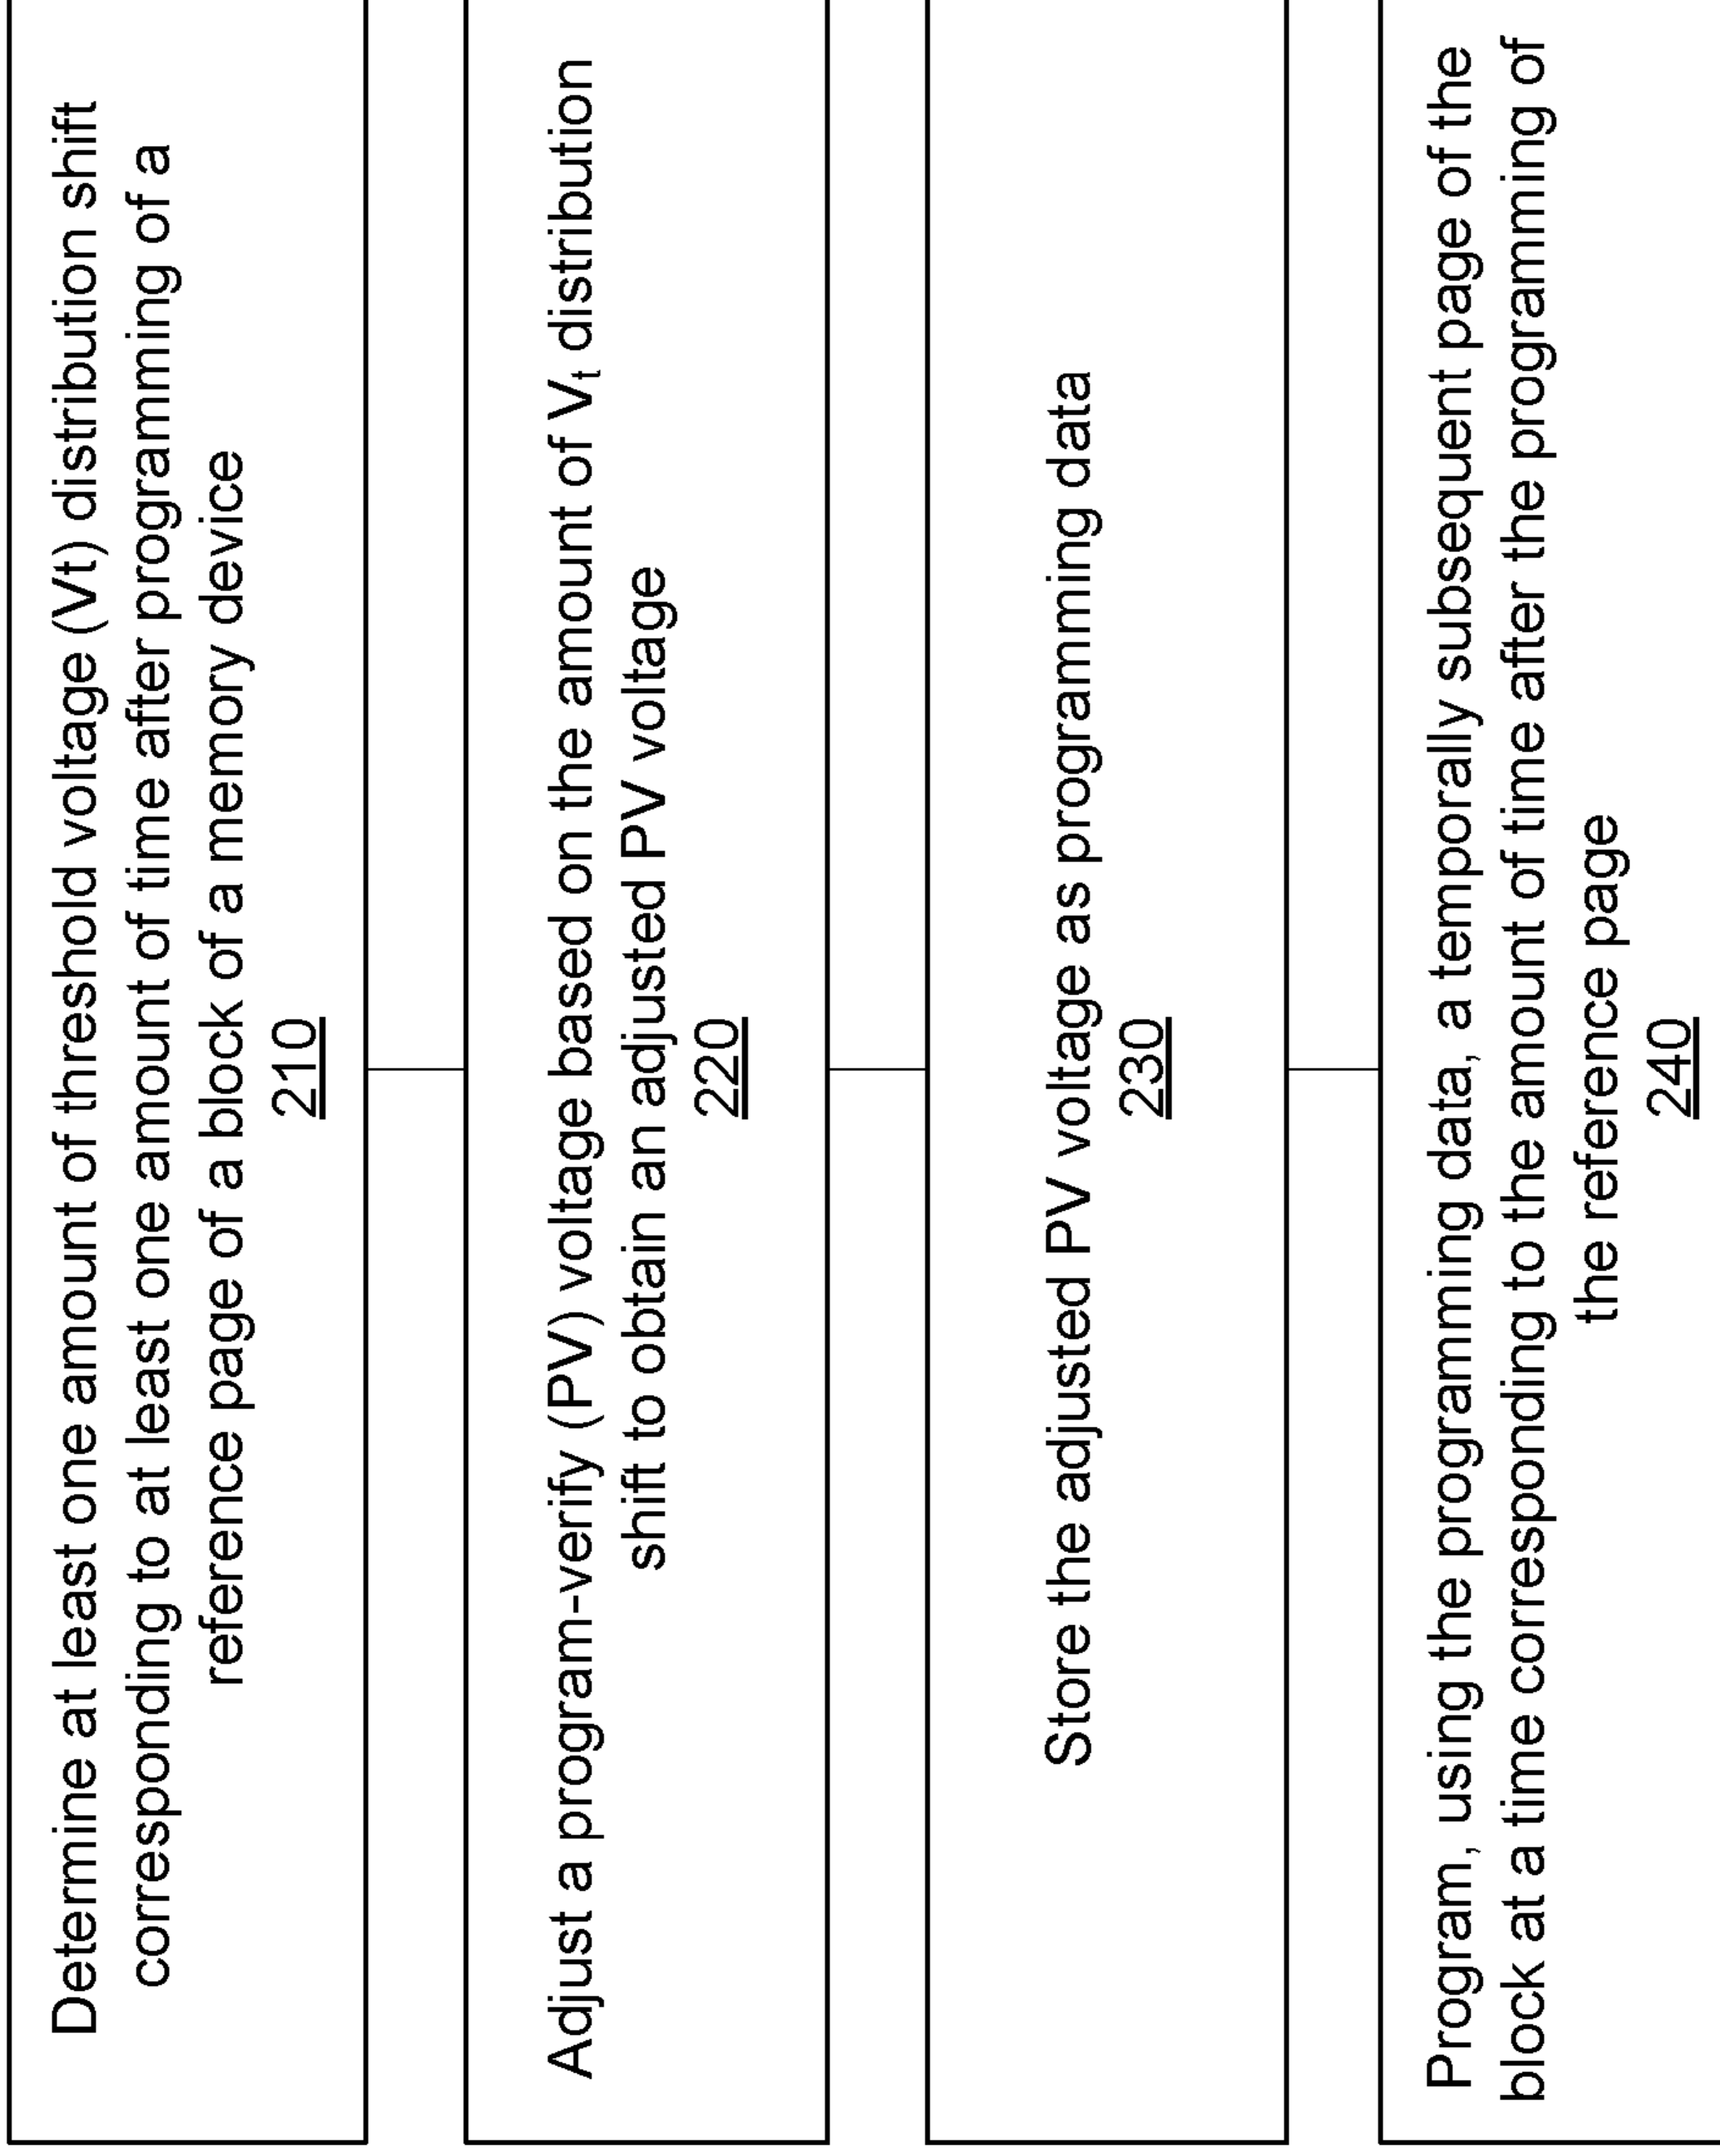 Determine at least one amount of threshold voltage (Vt) distribution shift
corresponding to at least one amount of time after programming of a
reference page of a block of a memory device
210
Adjust a program-verify (PV) voltage based on the amount of Vt distribution
shift to obtain an adjusted PV voltage
220
Store the adjusted PV voltage as programming data
230
Program, using the programming data, a temporally subsequent page of the
block at a time corresponding to the amount of time after the programming of
the reference page
240